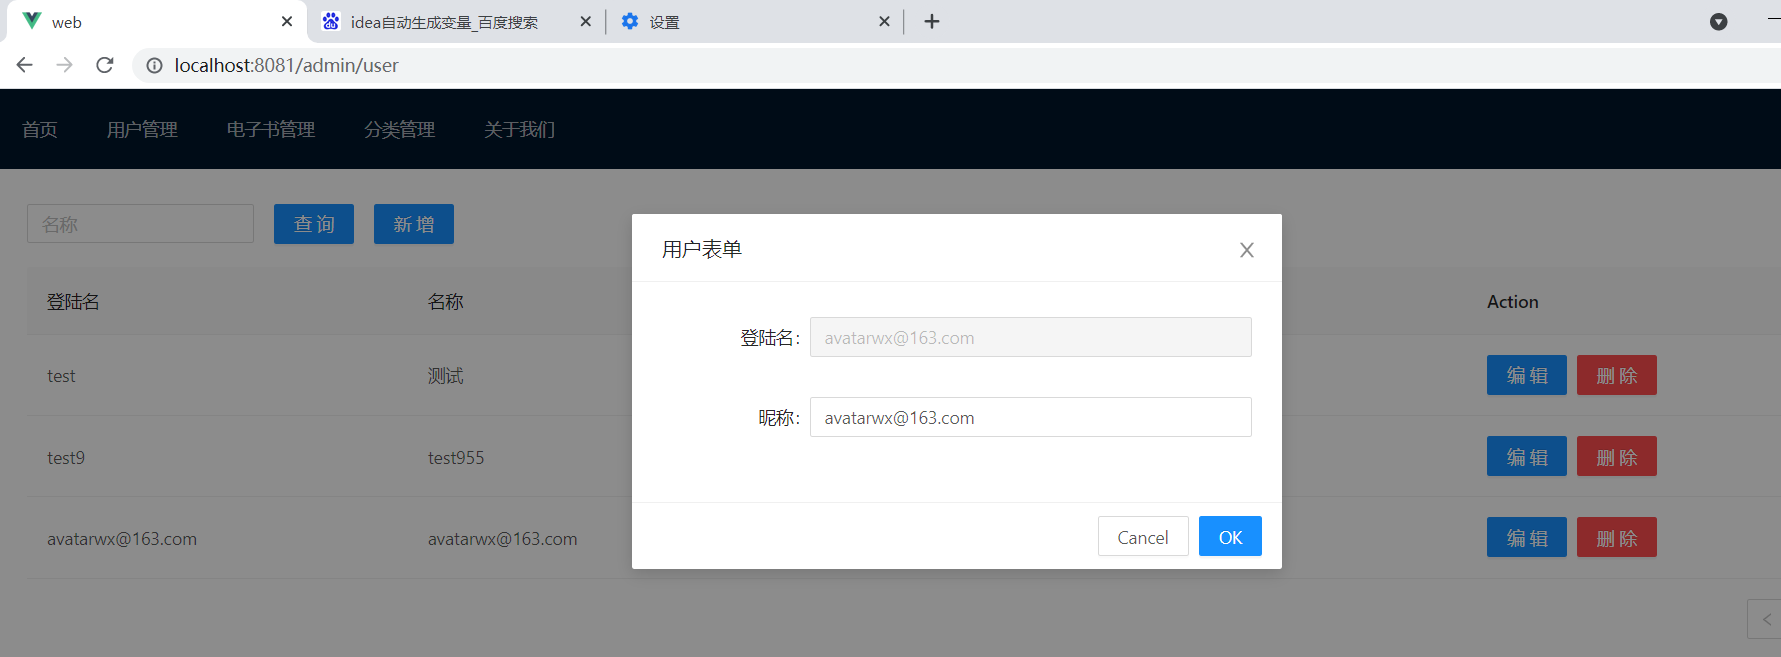 web
idea自动生成变量_百度搜索
设置
localhost:8081/admin/user
首页 用户管理 电子书管理 分类管理 关于我们
名称 查询 新增
登陆名 名称 Action
test 测试 编辑 删除
test9 test955 编辑 删除
avatarwx@163.com avatarwx@163.com 编辑 删除
用户表单
登陆名: avatarwx@163.com
昵称: avatarwx@163.com
Cancel OK